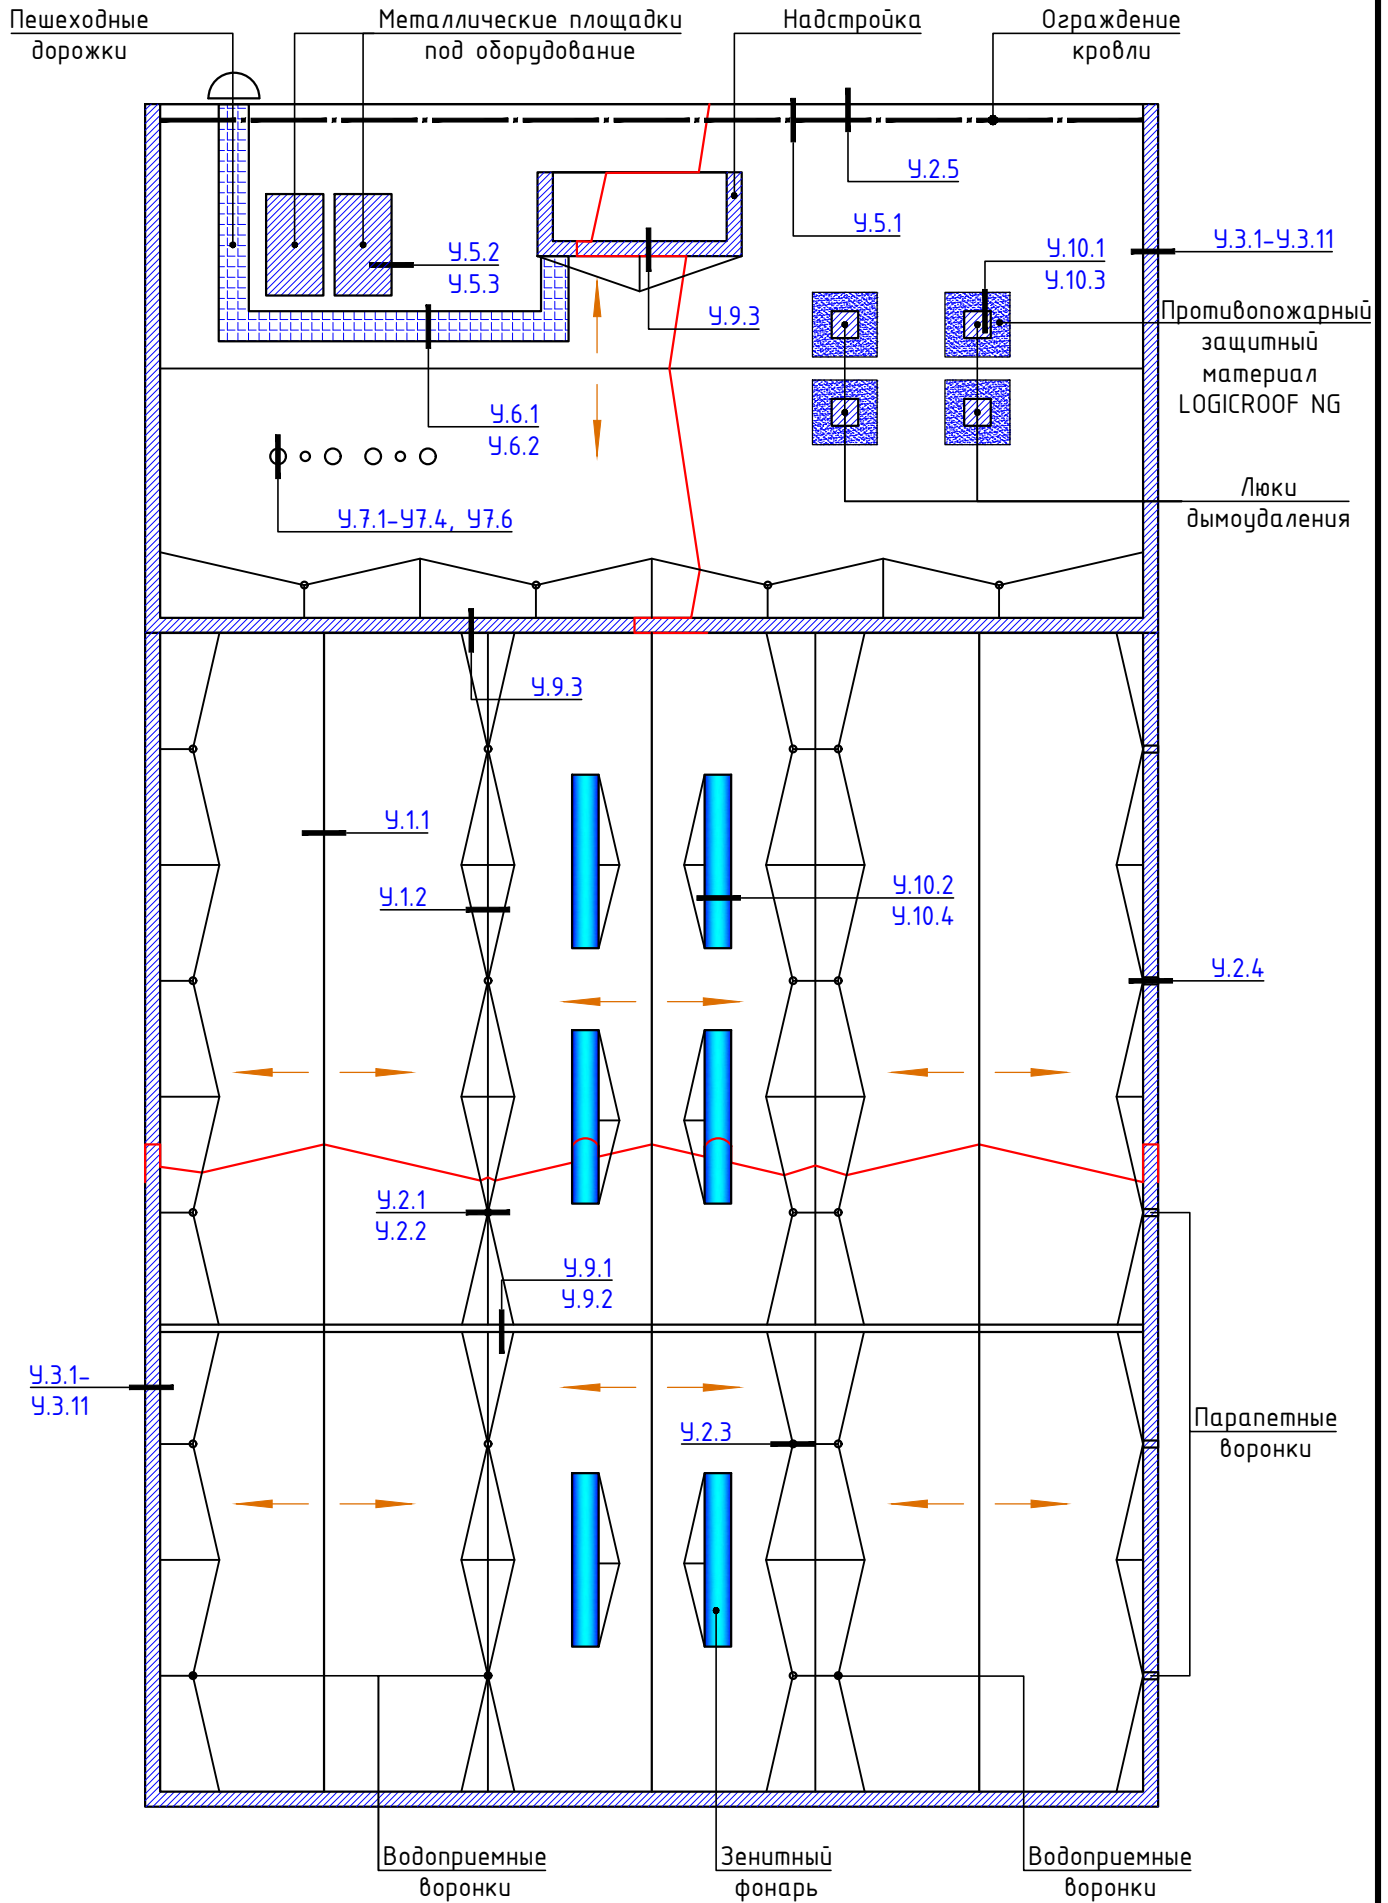 Пешеходные
дорожки
Металлические площадки
под оборудование
Надстройка
Ограждение
кровли
У.2.5
У.5.1
У.5.2
У.5.3
У.10.1
У.10.3
У.3.1-У.3.11
У.9.3
Противопожарный
защитный
материал
LOGICROOF NG
У.6.1
У.6.2
Люки
дымоудаления
У.7.1-У7.4, У7.6
У.9.3
У.1.1
У.1.2
У.10.2
У.10.4
У.2.4
У.2.1
У.2.2
У.9.1
У.9.2
У.3.1-
У.3.11
У.2.3
Парапетные
воронки
Водоприемные
воронки
Зенитный
фонарь
Водоприемные
воронки